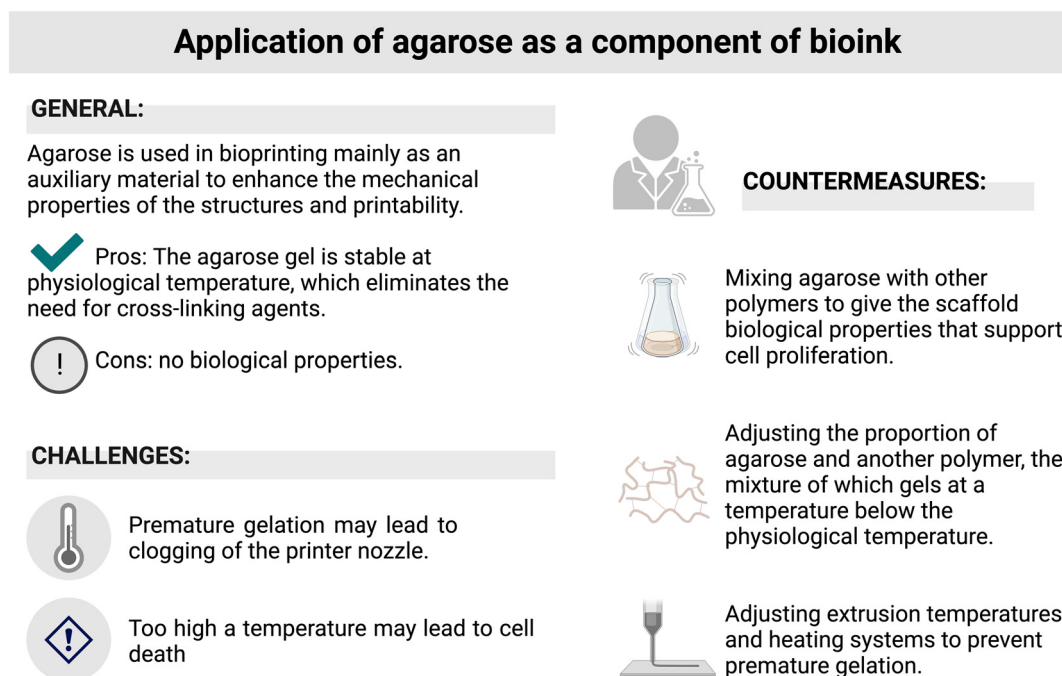 Application of agarose as a component of bioink
GENERAL:
Agarose is used in bioprinting mainly as an
auxiliary material to enhance the mechanical
properties of the structures and printability.
Pros: The agarose gel is stable at
physiological temperature, which eliminates the
need for cross-linking agents.
!
Cons: no biological properties.
CHALLENGES:
Premature gelation may lead to
clogging of the printer nozzle.
!
Too high a temperature may lead to cell
death
COUNTERMEASURES:
Mixing agarose with other
polymers to give the scaffold
biological properties that support
cell proliferation.
Adjusting the proportion of
agarose and another polymer, the
mixture of which gels at a
temperature below the
physiological temperature.
Adjusting extrusion temperatures
and heating systems to prevent
premature gelation.